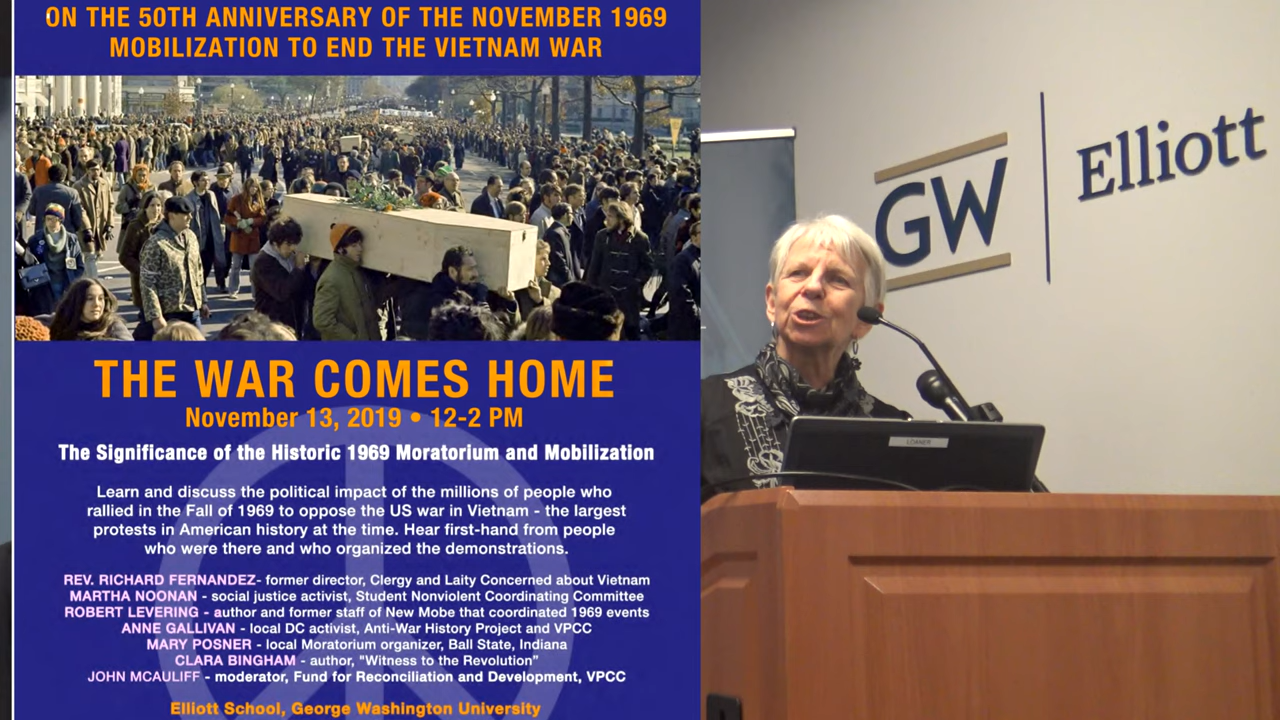 ON THE 50TH ANNIVERSARY OF THE NOVEMBER 1969
MOBILIZATION TO END THE VIETNAM WAR
THE WAR COMES HOME
November 13, 2019 • 12-2 PM
The Significance of the Historic 1969 Moratorium and Mobilization
Learn and discuss the political impact of the millions of people who
rallied in the Fall of 1969 to oppose the US war in Vietnam - the largest
protests in American history at the time. Hear first-hand from people
who were there and who organized the demonstrations.
REV. RICHARD FERNANDEZ- former director, Clergy and Laity Concerned about Vietnam
MARTHA NOONAN - social justice activist, Student Nonviolent Coordinating Committee
ROBERT LEVERING - author and former staff of New Mobe that coordinated 1969 events
ANNE GALLIVAN - local DC activist, Anti-War History Project and VPCC
MARY POSNER - local Moratorium organizer, Ball State, Indiana
CLARA BINGHAM - author, "Witness to the Revolution"
JOHN MCAULIFF - moderator, Fund for Reconciliation and Development, VPCC
Elliott School, George Washington University
GW | Elliott
LOANER